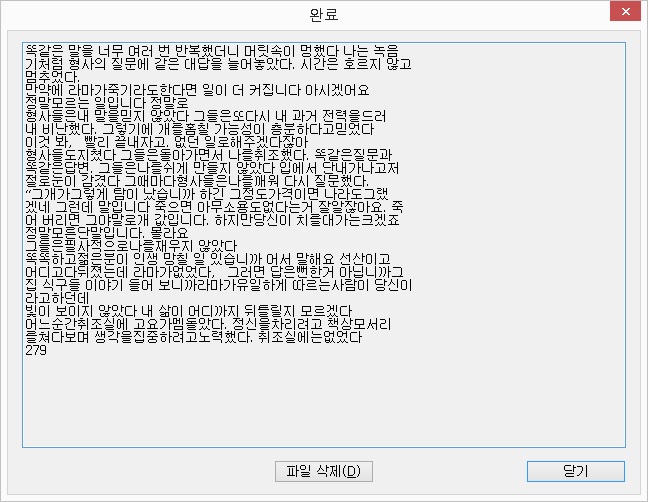 완료
똑같은 말을 너무 여러 번 반복했더니 머릿속이 멍했다 나는 녹음
기처럼 형사의 질문에 같은 대답을 늘어놓았다. 시간은 흐르지 않고
멈추었다.
만약에 라마가죽기라도한다면 일이 더 커집니다 아시겠어요
정말모르는 일입니다 정말로
형사들은내 말을믿지 않았다 그들은또다시 내 과거 전력을드러
내 비난했다. 그렇기에 개를훔칠 가능성이 충분하다고믿었다
이것 봐, 빨리 끝내자고. 없던 일로해주겠다잖아
형사들도지쳤다 그들은돌아가면서 나를취조했다. 똑같은질문과
똑같은답변. 그들은나를쉬게 만들지 않았다 입에서 단내가나고저
절로눈이 감겼다 그때마다형사들은나를깨워 다시 질문했다.
“그개가그렇게 탐이 났습니까 하긴 그정도가격이면 나라도그랬
겠네 그런데 말입니다 죽으면 아무소용도없다는거 잘알잖아요. 죽
어 버리면 그야말로개 값입니다. 하지만당신이 치를대가는크겠죠
정말모른단말입니다. 몰라요
그들은필사적으로나를재우지 않았다
똑똑하고젊은분이 인생 망칠 일 있습니까 어서 말해요 선산이고
어디고다뒤졌는데 라마가없었다, 그러면 답은뻔한거 아닙니까그
집 식구들 이야기 들어 보니까라마가유일하게 따르는사람이 당신이
라고하던데
빛이 보이지 않았다 내 삶이 어디까지 뒤틀릴지 모르겠다
어느순간취조실에 고요가맴돌았다. 정신을차리려고 책상모서리
를쳐다보며 생각을집중하려고노력했다. 취조실에는없었다
279
파일 삭제(D)
닫기